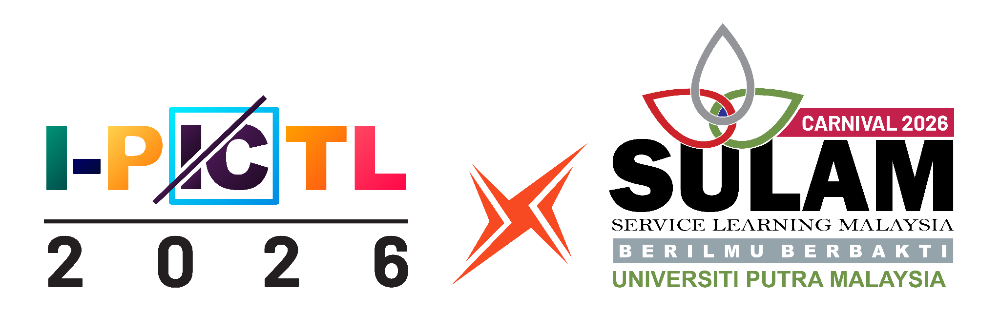 I-PICTL
2026
CARNIVAL 2026
SULAM
SERVICE LEARNING MALAYSIA
BERILMU BERBAKTI
UNIVERSITI PUTRA MALAYSIA